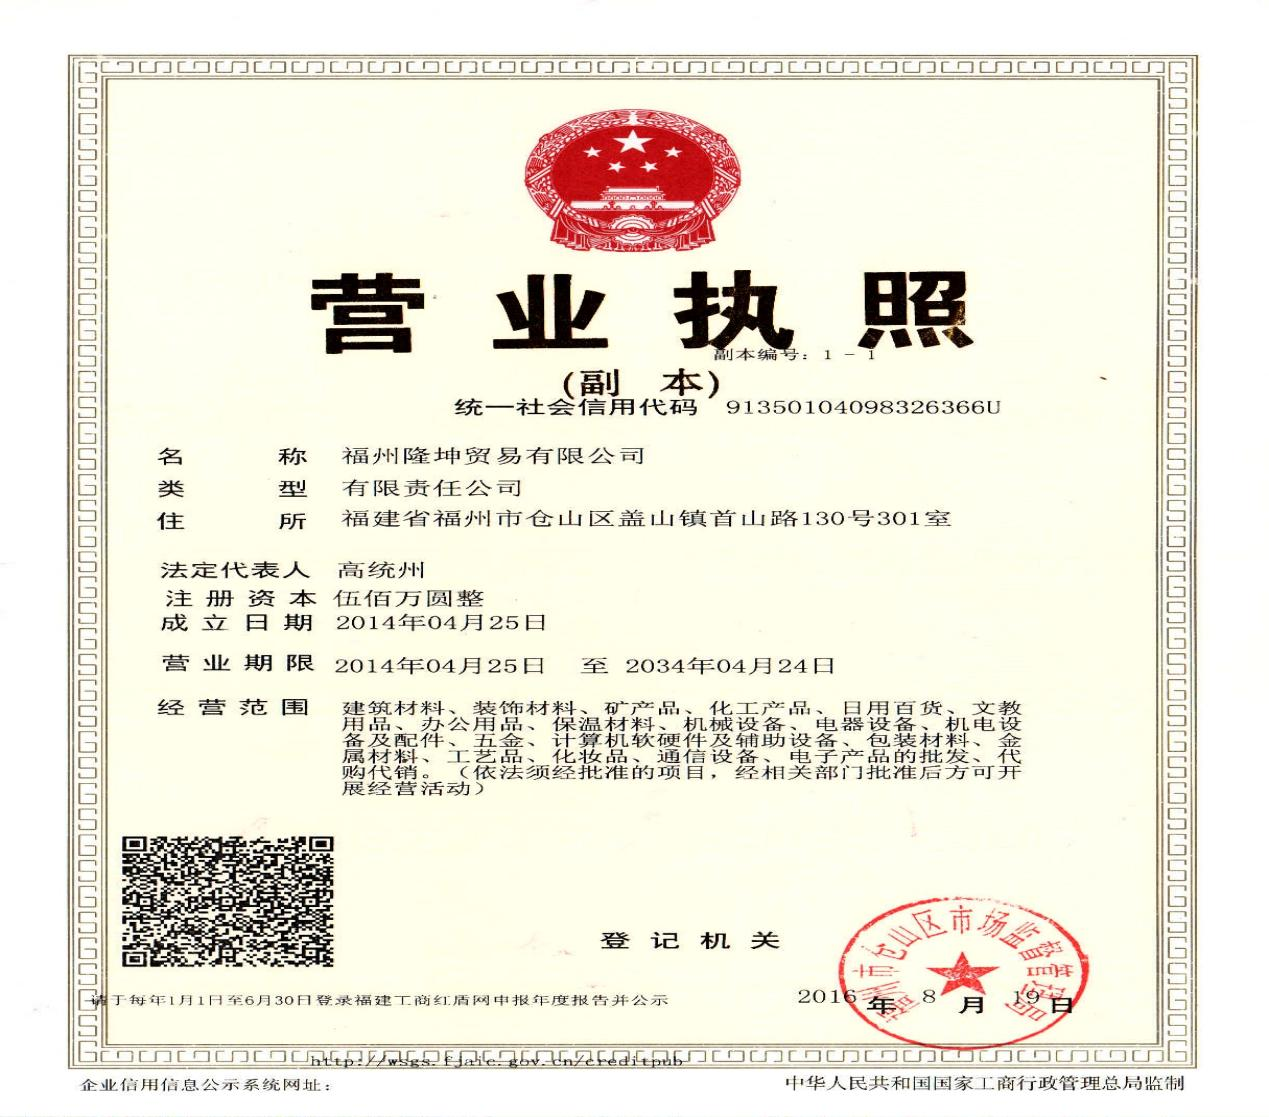 营业执照
副本编号：1－1
(副 本)
统一社会信用代码 91350104098326366U
名称 福州隆坤贸易有限公司
类型 有限责任公司
住所 福建省福州市仓山区盖山镇首山路130号301室
法定代表人 高统州
注册资本 伍佰万圆整
成立日期 2014年04月25日
营业期限 2014年04月25日 至 2034年04月24日
经营范围 建筑材料、装饰材料、矿产品、化工产品、日用百货、文教
用品、办公用品、保温材料、机械设备、电器设备、机电设
备及配件、五金、计算机软硬件及辅助设备、包装材料、金
属材料、工艺品、化妆品、通信设备、电子产品的批发、代
购代销。（依法须经批准的项目，经相关部门批准后方可开
展经营活动）
登记机关
福州市仓山区市场监督管理局
2016年8月19日
请于每年1月1日至6月30日登录福建工商红盾网申报年度报告并公示
http://wsgs.fjaic.gov.cn/creditpub
企业信用信息公示系统网址：
中华人民共和国国家工商行政管理总局监制